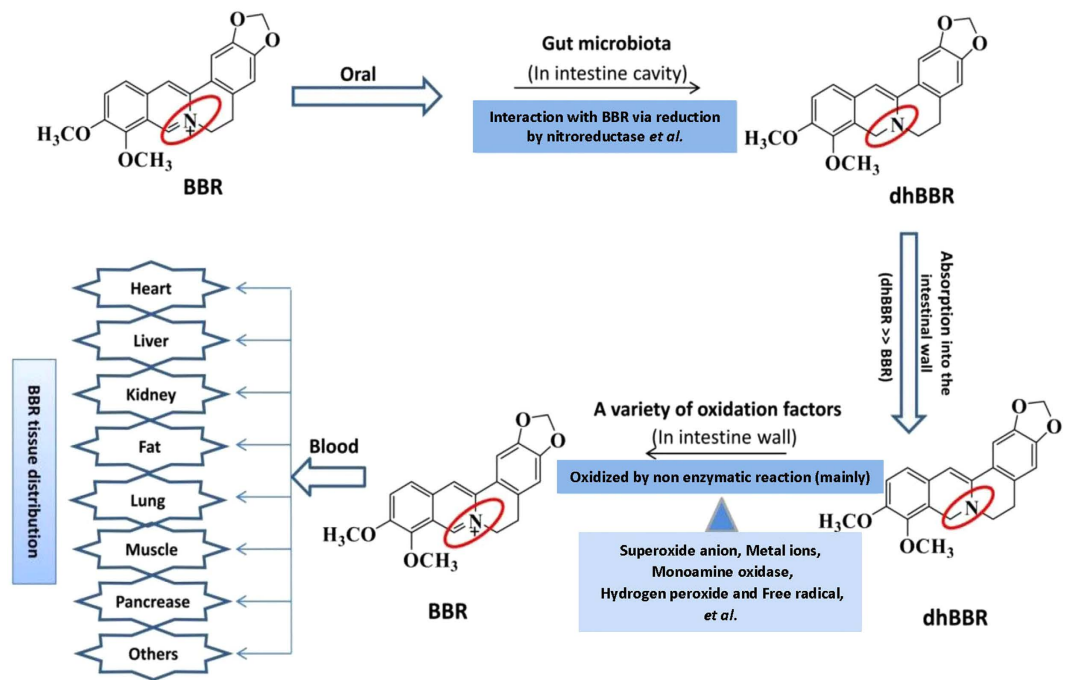 O
O
N
+
H₃CO
OCH₃
BBR
Oral
Gut microbiota
(In intestine cavity)
Interaction with BBR via reduction
by nitroreductase et al.
O
O
N
H₃CO
OCH₃
dhBBR
Absorption into the
intestinal wall
(dhBBR >> BBR)
O
O
N
H₃CO
OCH₃
dhBBR
A variety of oxidation factors
(In intestine wall)
Oxidized by non enzymatic reaction (mainly)
Superoxide anion, Metal ions,
Monoamine oxidase,
Hydrogen peroxide and Free radical,
et al.
O
O
N
+
H₃CO
OCH₃
BBR
Blood
Heart
Liver
Kidney
Fat
Lung
Muscle
Pancrease
Others
BBR tissue distribution